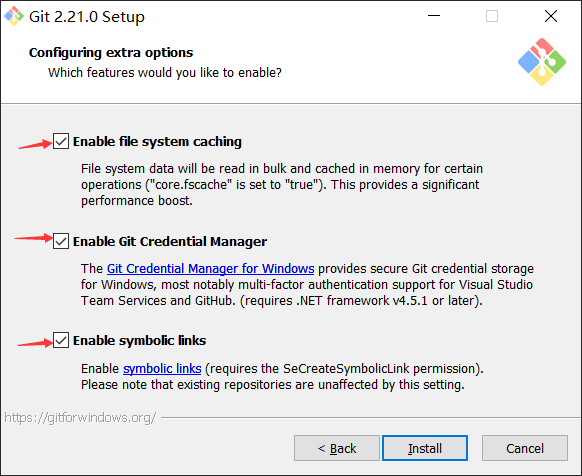 Git 2.21.0 Setup
Configuring extra options
Which features would you like to enable?
Enable file system caching
File system data will be read in bulk and cached in memory for certain
operations ("core.fscache" is set to "true"). This provides a significant
performance boost.
Enable Git Credential Manager
The Git Credential Manager for Windows provides secure Git credential storage
for Windows, most notably multi-factor authentication support for Visual Studio
Team Services and GitHub. (requires .NET framework v4.5.1 or later).
Enable symbolic links
Enable symbolic links (requires the SeCreateSymbolicLink permission).
Please note that existing repositories are unaffected by this setting.
https://gitforwindows.org/
< Back
Install
Cancel